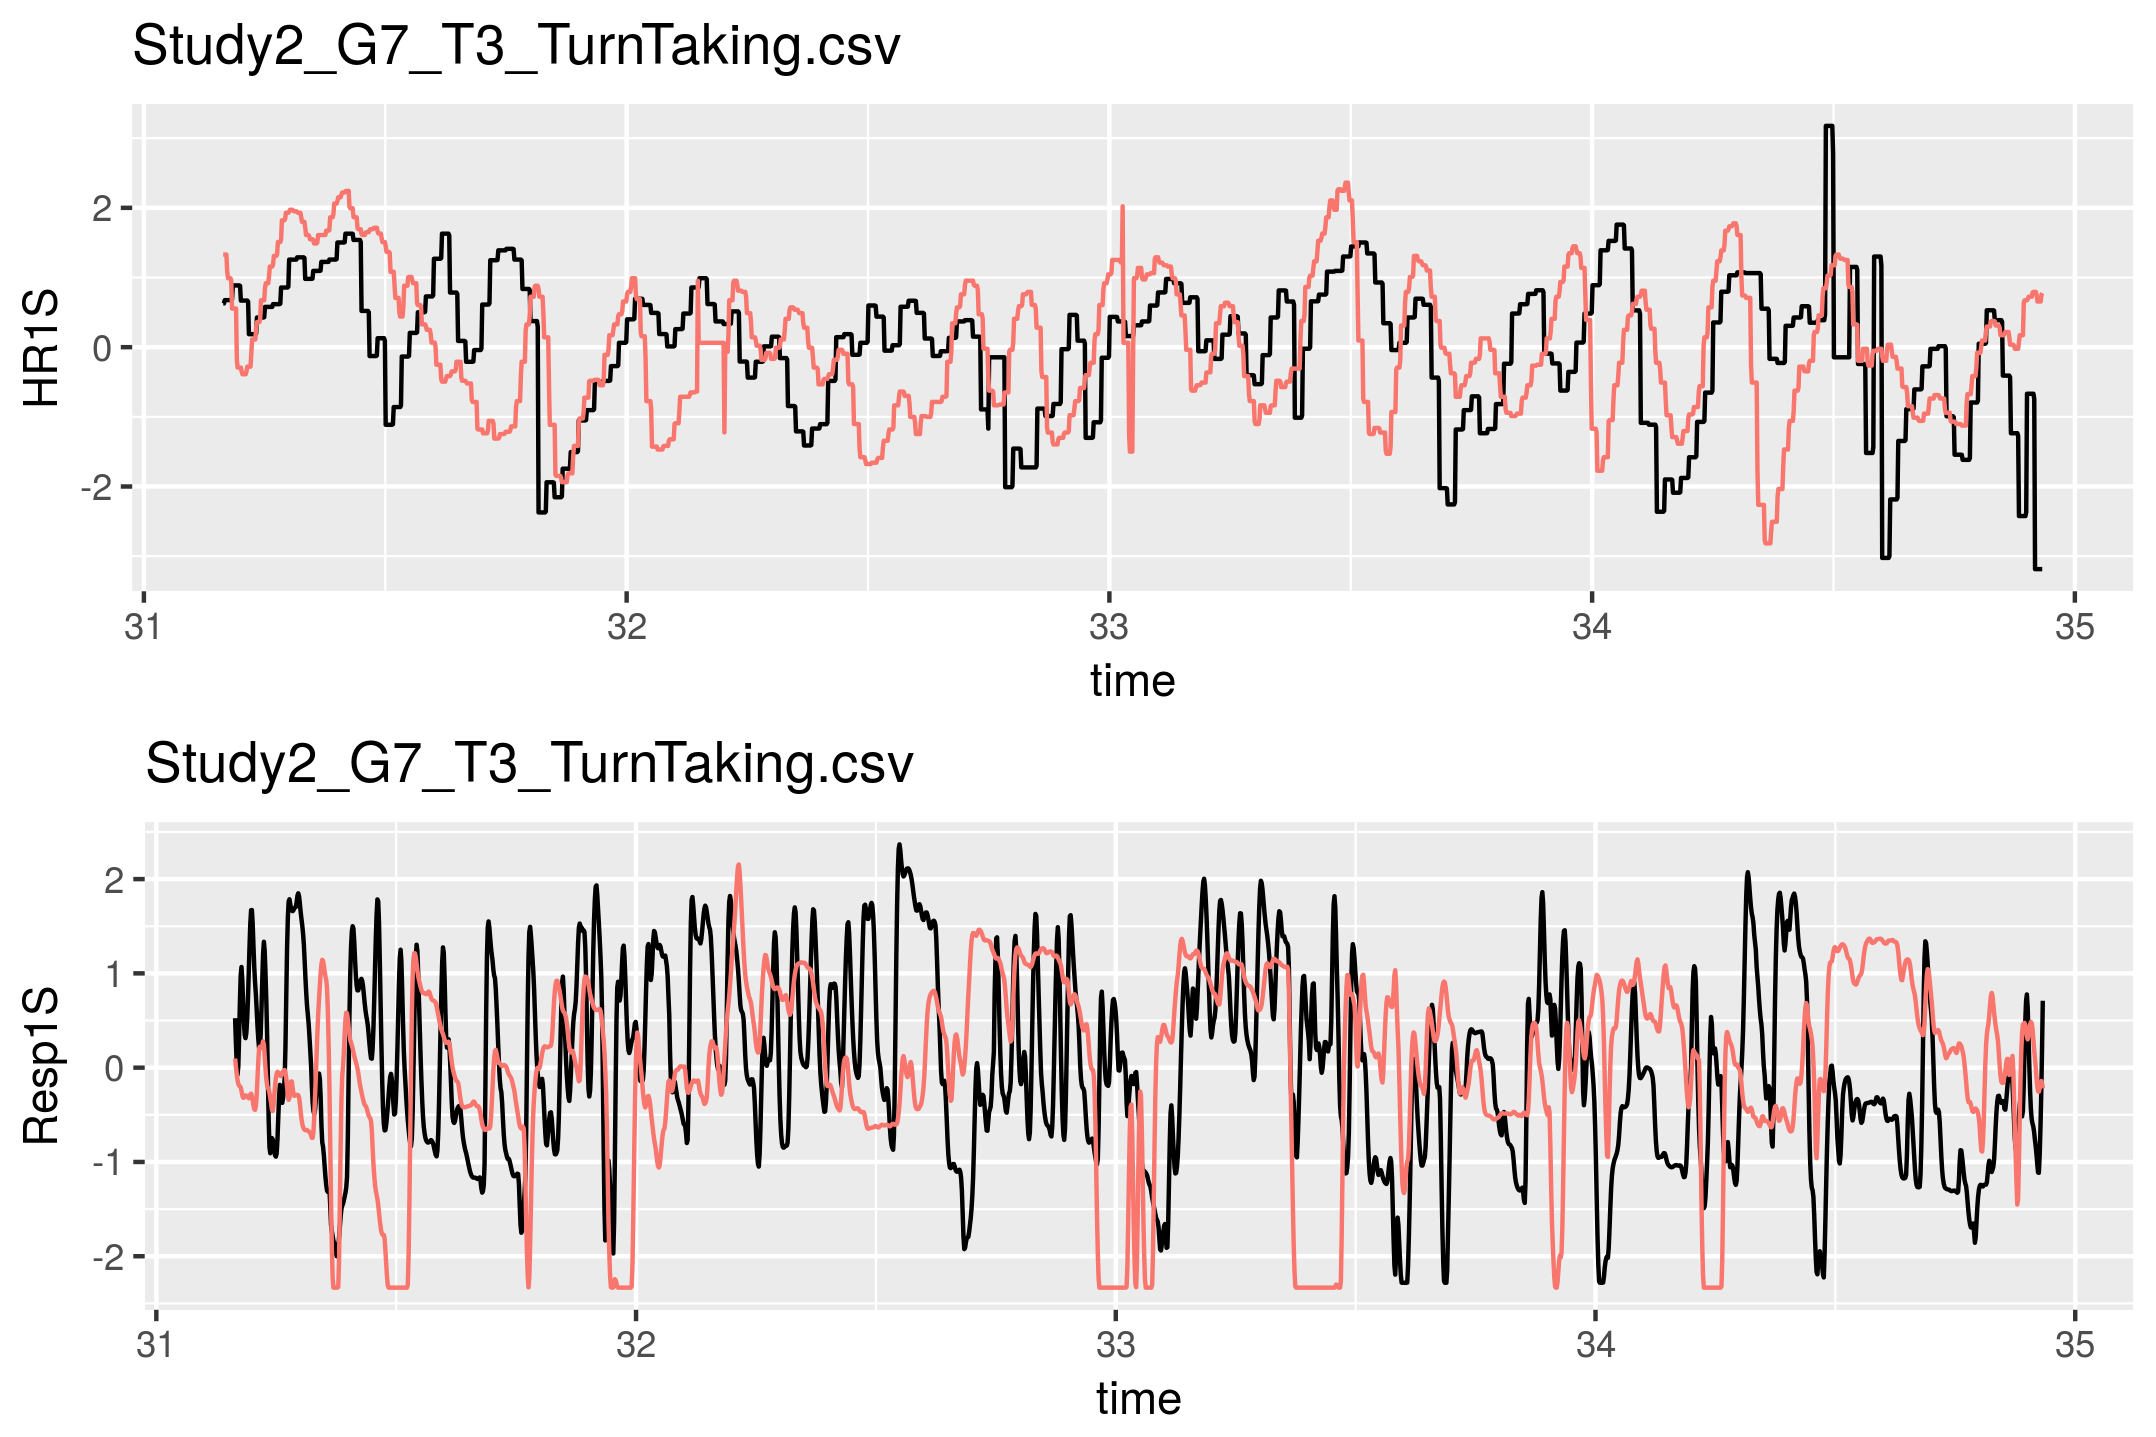 Study2_G7_T3_TurnTaking.csv
2
0
-2
HR1S
31 32 33 34 35
time
Study2_G7_T3_TurnTaking.csv
2
1
0
-1
-2
Resp1S
31 32 33 34 35
time